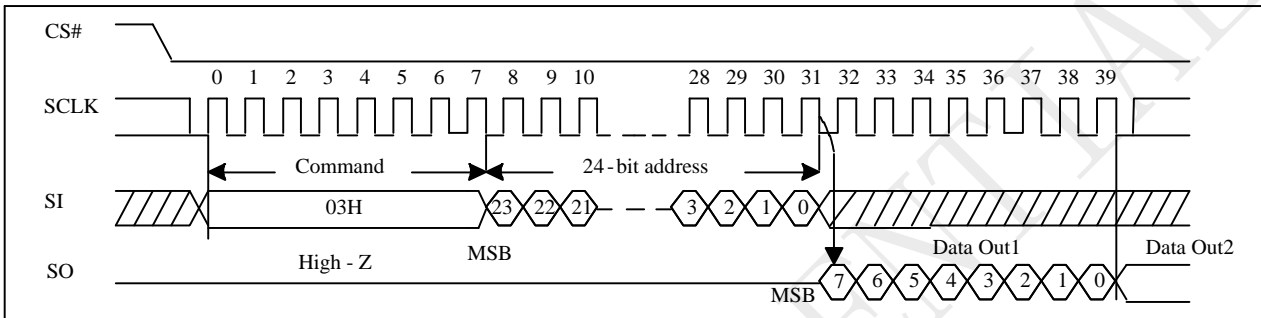 CS#
0 1 2 3 4 5 6 7 8 9 10 28 29 30 31 32 33 34 35 36 37 38 39
SCLK
Command 24-bit address
SI 03H 23 22 21 3 2 1 0
MSB Data Out1 Data Out2
SO High - Z 7 6 5 4 3 2 1 0
MSB